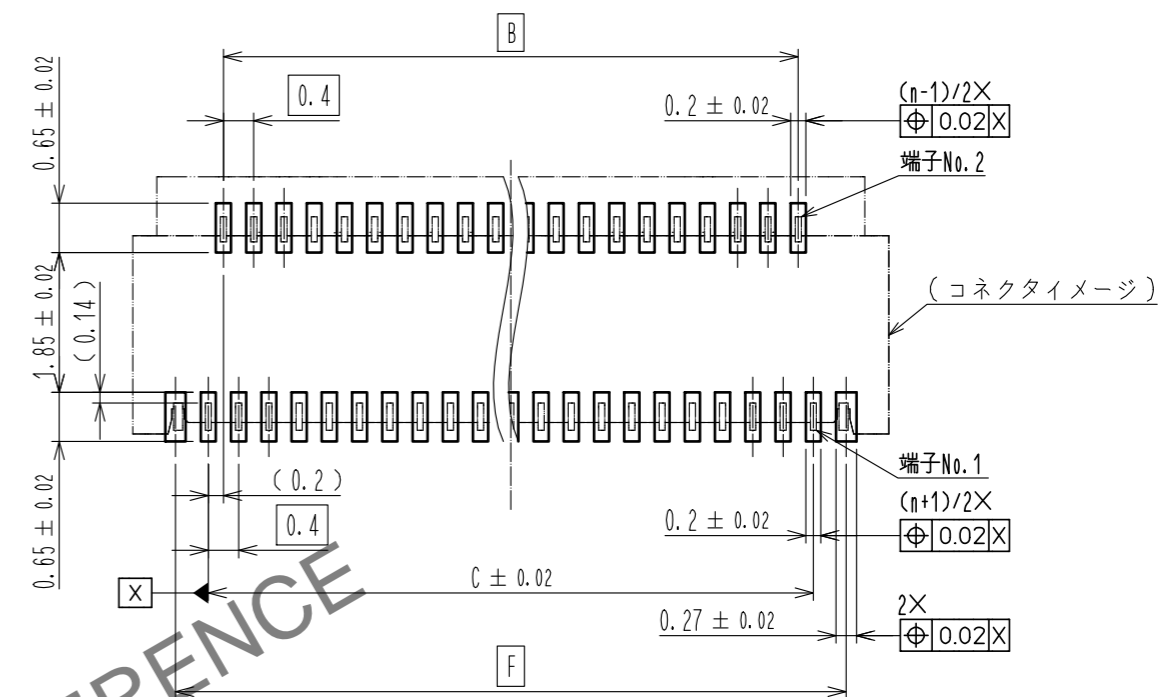 B
0.4
0.2 ± 0.02
(n-1)/2X
⌖ 0.02 X
端子No.2
0.65 ± 0.02
1.85 ± 0.02
(0.14)
(コネクタイメージ)
0.65 ± 0.02
(0.2)
0.4
0.2 ± 0.02
端子No.1
(n+1)/2X
⌖ 0.02 X
X
C ± 0.02
0.27 ± 0.02
2X
⌖ 0.02 X
F